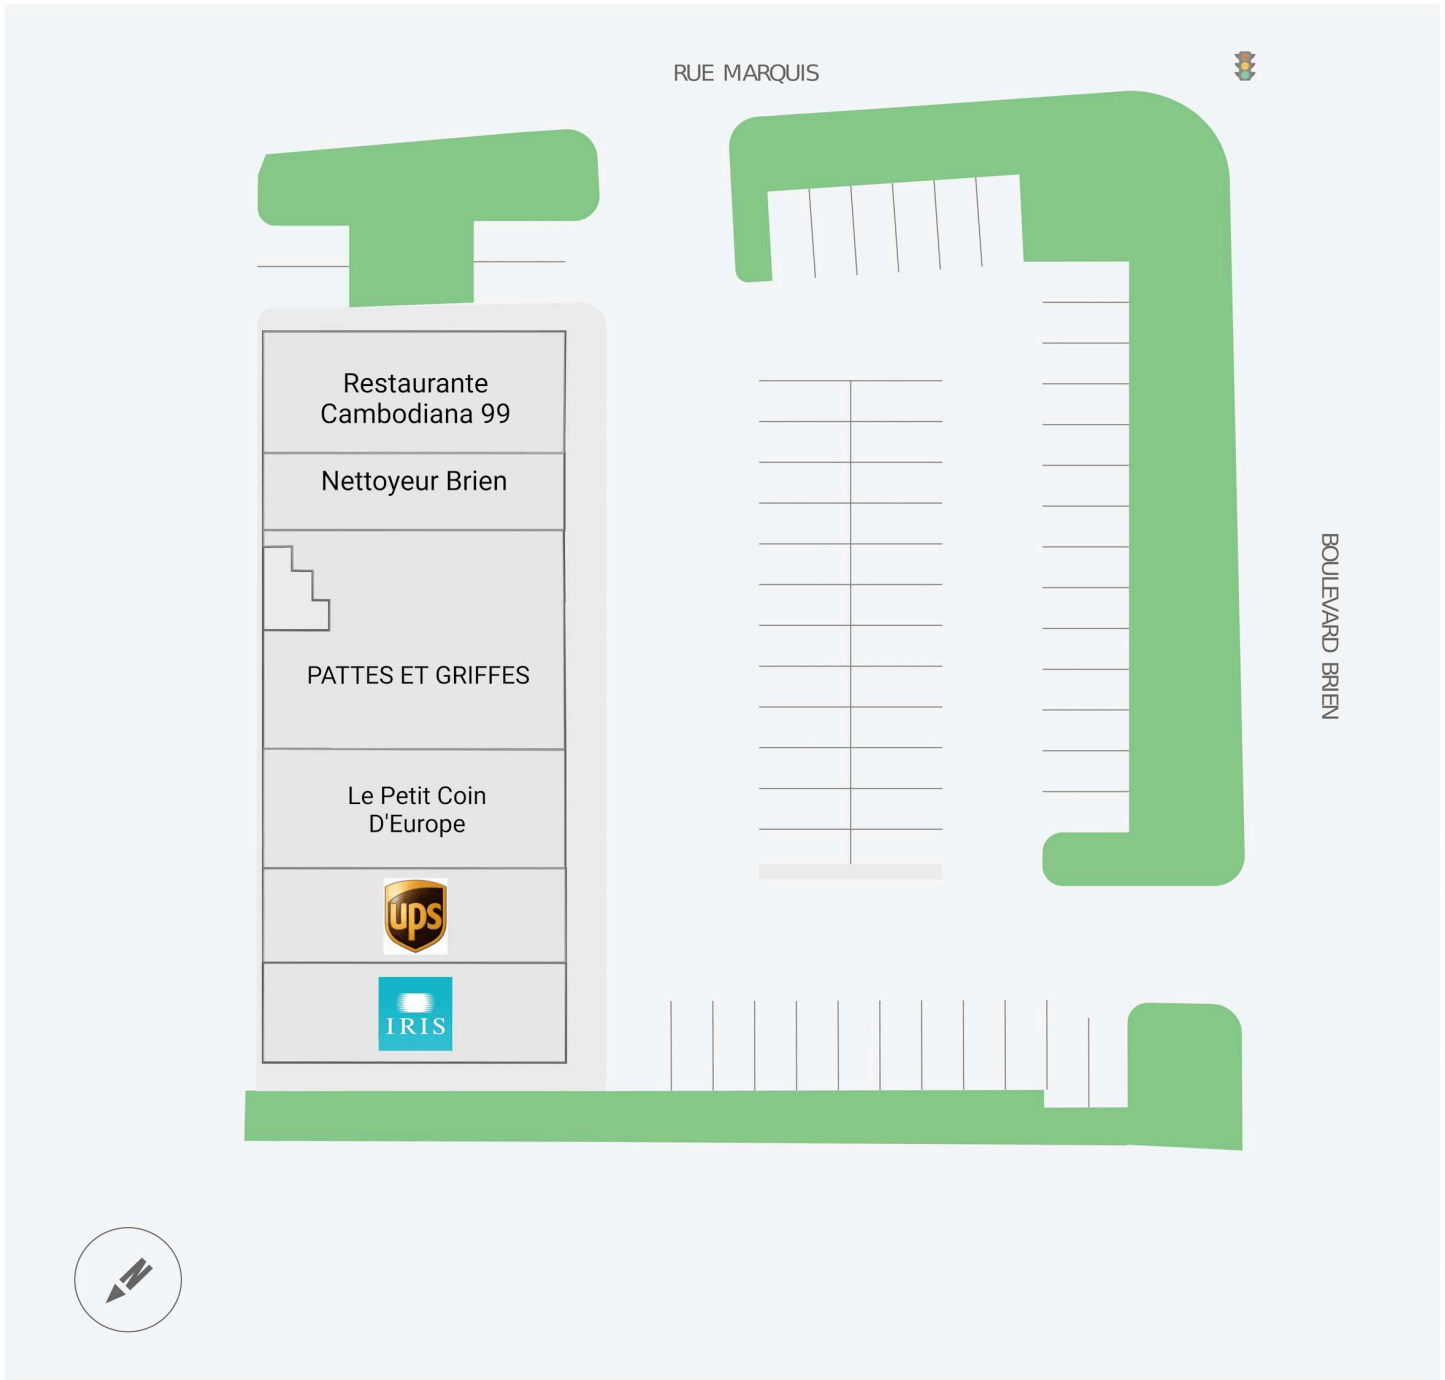 RUE MARQUIS
Restaurante
Cambodiana 99
Nettoyeur Brien
PATTES ET GRIFFES
Le Petit Coin
D'Europe
ups
IRIS
BOULEVARD BRIEN
N